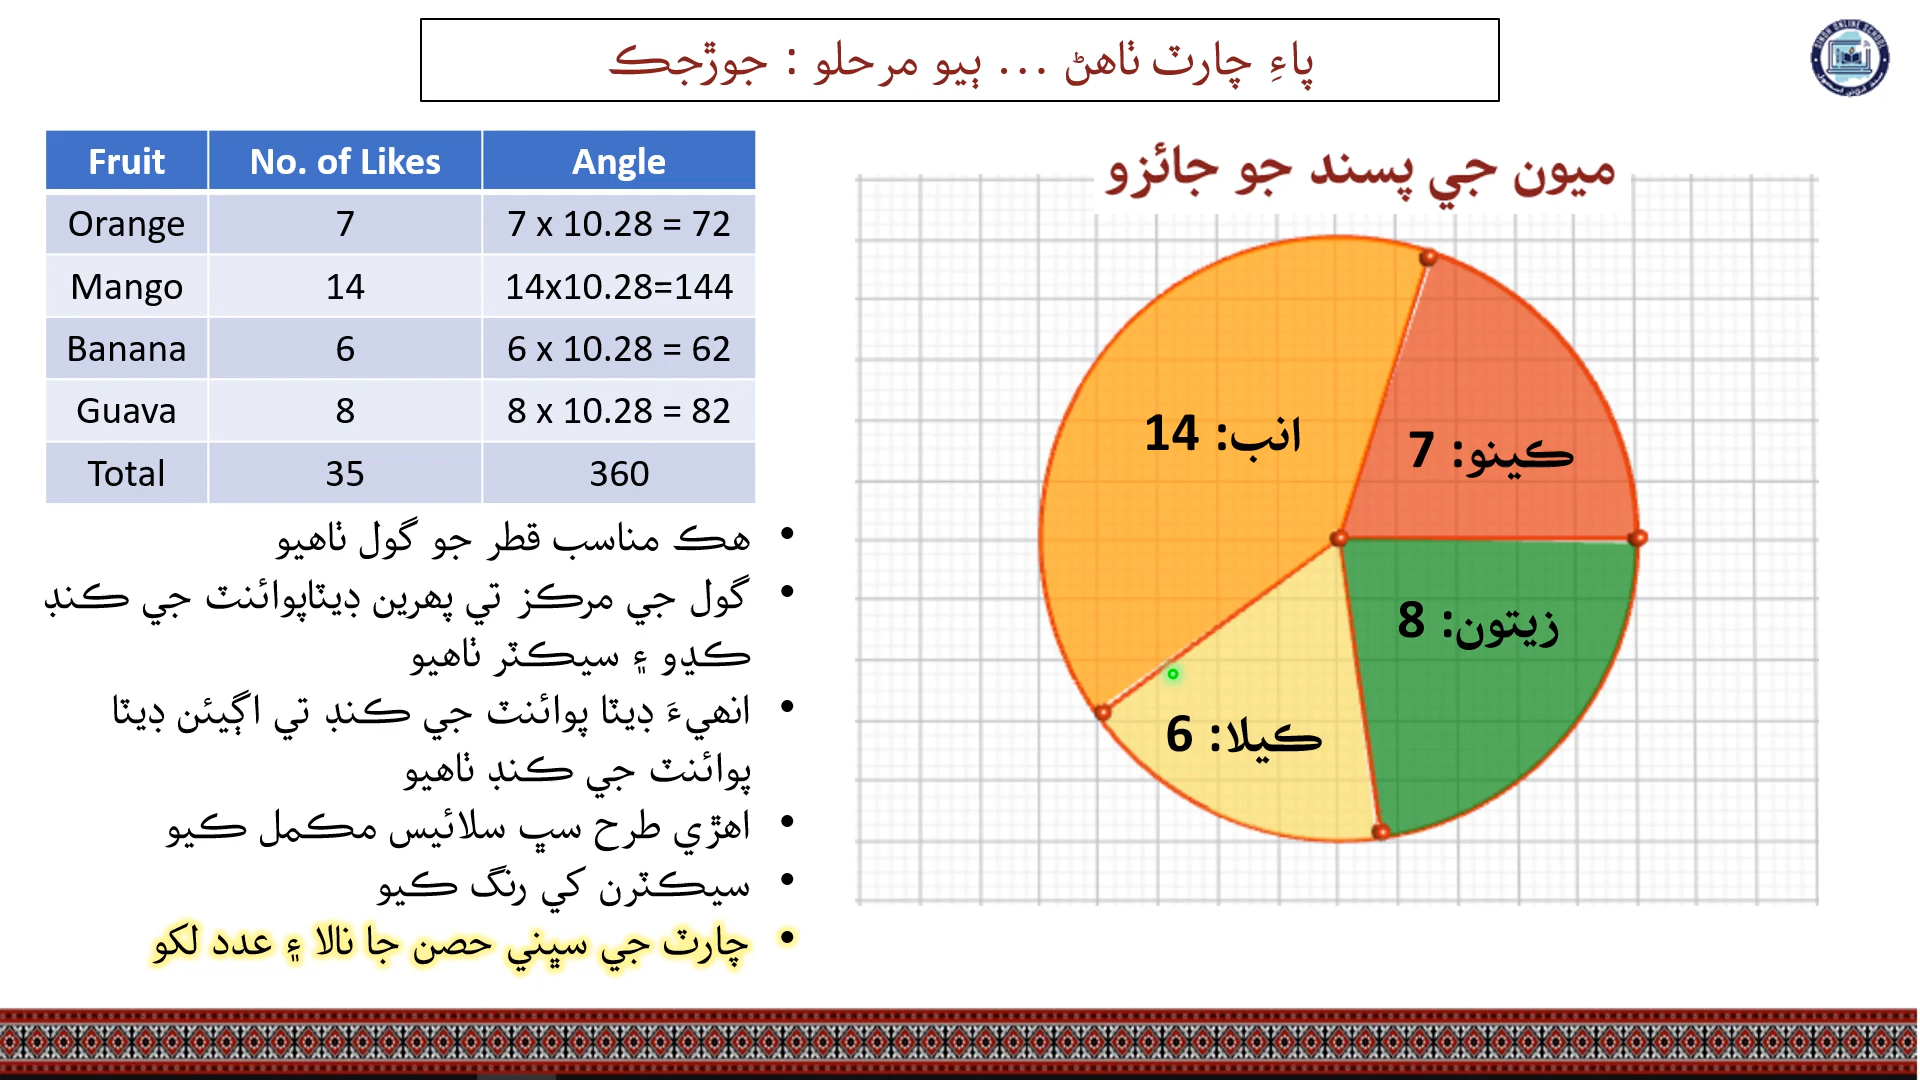 پاءِ چارٽ ٺاهڻ ... ٻيو مرحلو : جوڙجڪ
Fruit No. of Likes Angle
Orange 7 7 x 10.28 = 72
Mango 14 14x10.28=144
Banana 6 6 x 10.28 = 62
Guava 8 8 x 10.28 = 82
Total 35 360
• هڪ مناسب قطر جو گول ٺاهيو
• گول جي مرڪز تي پهرين ڊيٽاپوائنٽ جي ڪنڊ
ڪڍو ۽ سيڪٽر ٺاهيو
• انهيءَ ڊيٽا پوائنٽ جي ڪنڊ تي اڳيئن ڊيٽا
پوائنٽ جي ڪنڊ ٺاهيو
• اهڙي طرح سڀ سلائيس مڪمل ڪيو
• سيڪٽرن کي رنگ ڪيو
• چارٽ جي سڀني حصن جا نالا ۽ عدد لکو
ميون جي پسند جو جائزو
انب: 14
ڪينو: 7
زيتون: 8
ڪيلا: 6